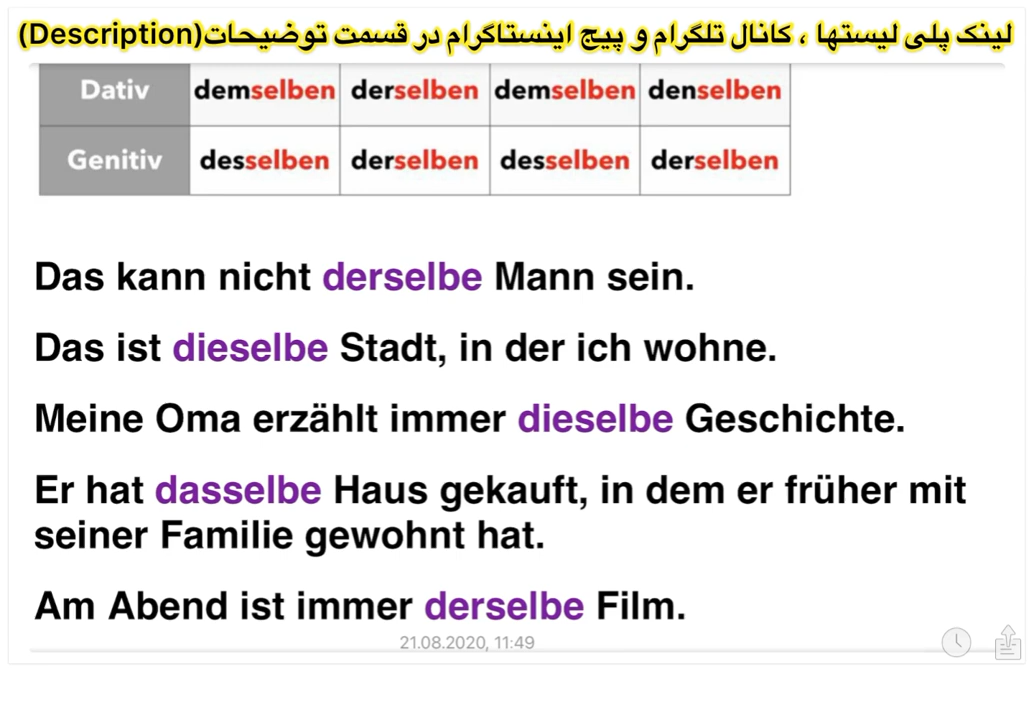 لینک پلی لیستها ، کانال تلگرام و پیج اینستاگرام در قسمت توضیحات(Description)
Dativ demselben derselben demselben denselben
Genitiv desselben derselben desselben derselben
Das kann nicht derselbe Mann sein.
Das ist dieselbe Stadt, in der ich wohne.
Meine Oma erzählt immer dieselbe Geschichte.
Er hat dasselbe Haus gekauft, in dem er früher mit
seiner Familie gewohnt hat.
Am Abend ist immer derselbe Film.
21.08.2020, 11:49